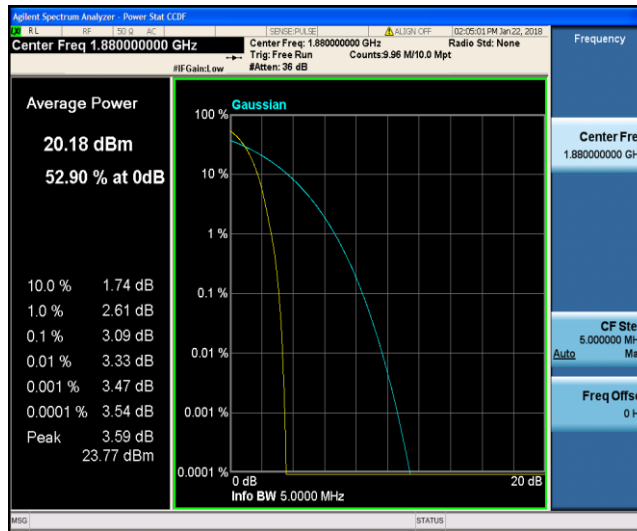 Agilent Spectrum Analyzer - Power Stat CCDF
RL RF 50 Ω AC SENSE:PULSE ALIGN OFF 02:05:01 PM Jan 22, 2018
Center Freq 1.880000000 GHz
Center Freq: 1.880000000 GHz Radio Std: None
Trig: Free Run Counts:9.96 M/10.0 Mpt
#IFGain:Low #Atten: 36 dB
Frequency
Average Power
20.18 dBm
52.90 % at 0dB
10.0 % 1.74 dB
1.0 % 2.61 dB
0.1 % 3.09 dB
0.01 % 3.33 dB
0.001 % 3.47 dB
0.0001 % 3.54 dB
Peak 3.59 dB
23.77 dBm
Gaussian
100 %
10 %
1 %
0.1 %
0.01 %
0.001 %
0.0001 %
0 dB 20 dB
Info BW 5.0000 MHz
Center Fre
1.880000000 GH
CF Ste
5.000000 MH
Auto Ma
Freq Offse
0 H
MSG STATUS